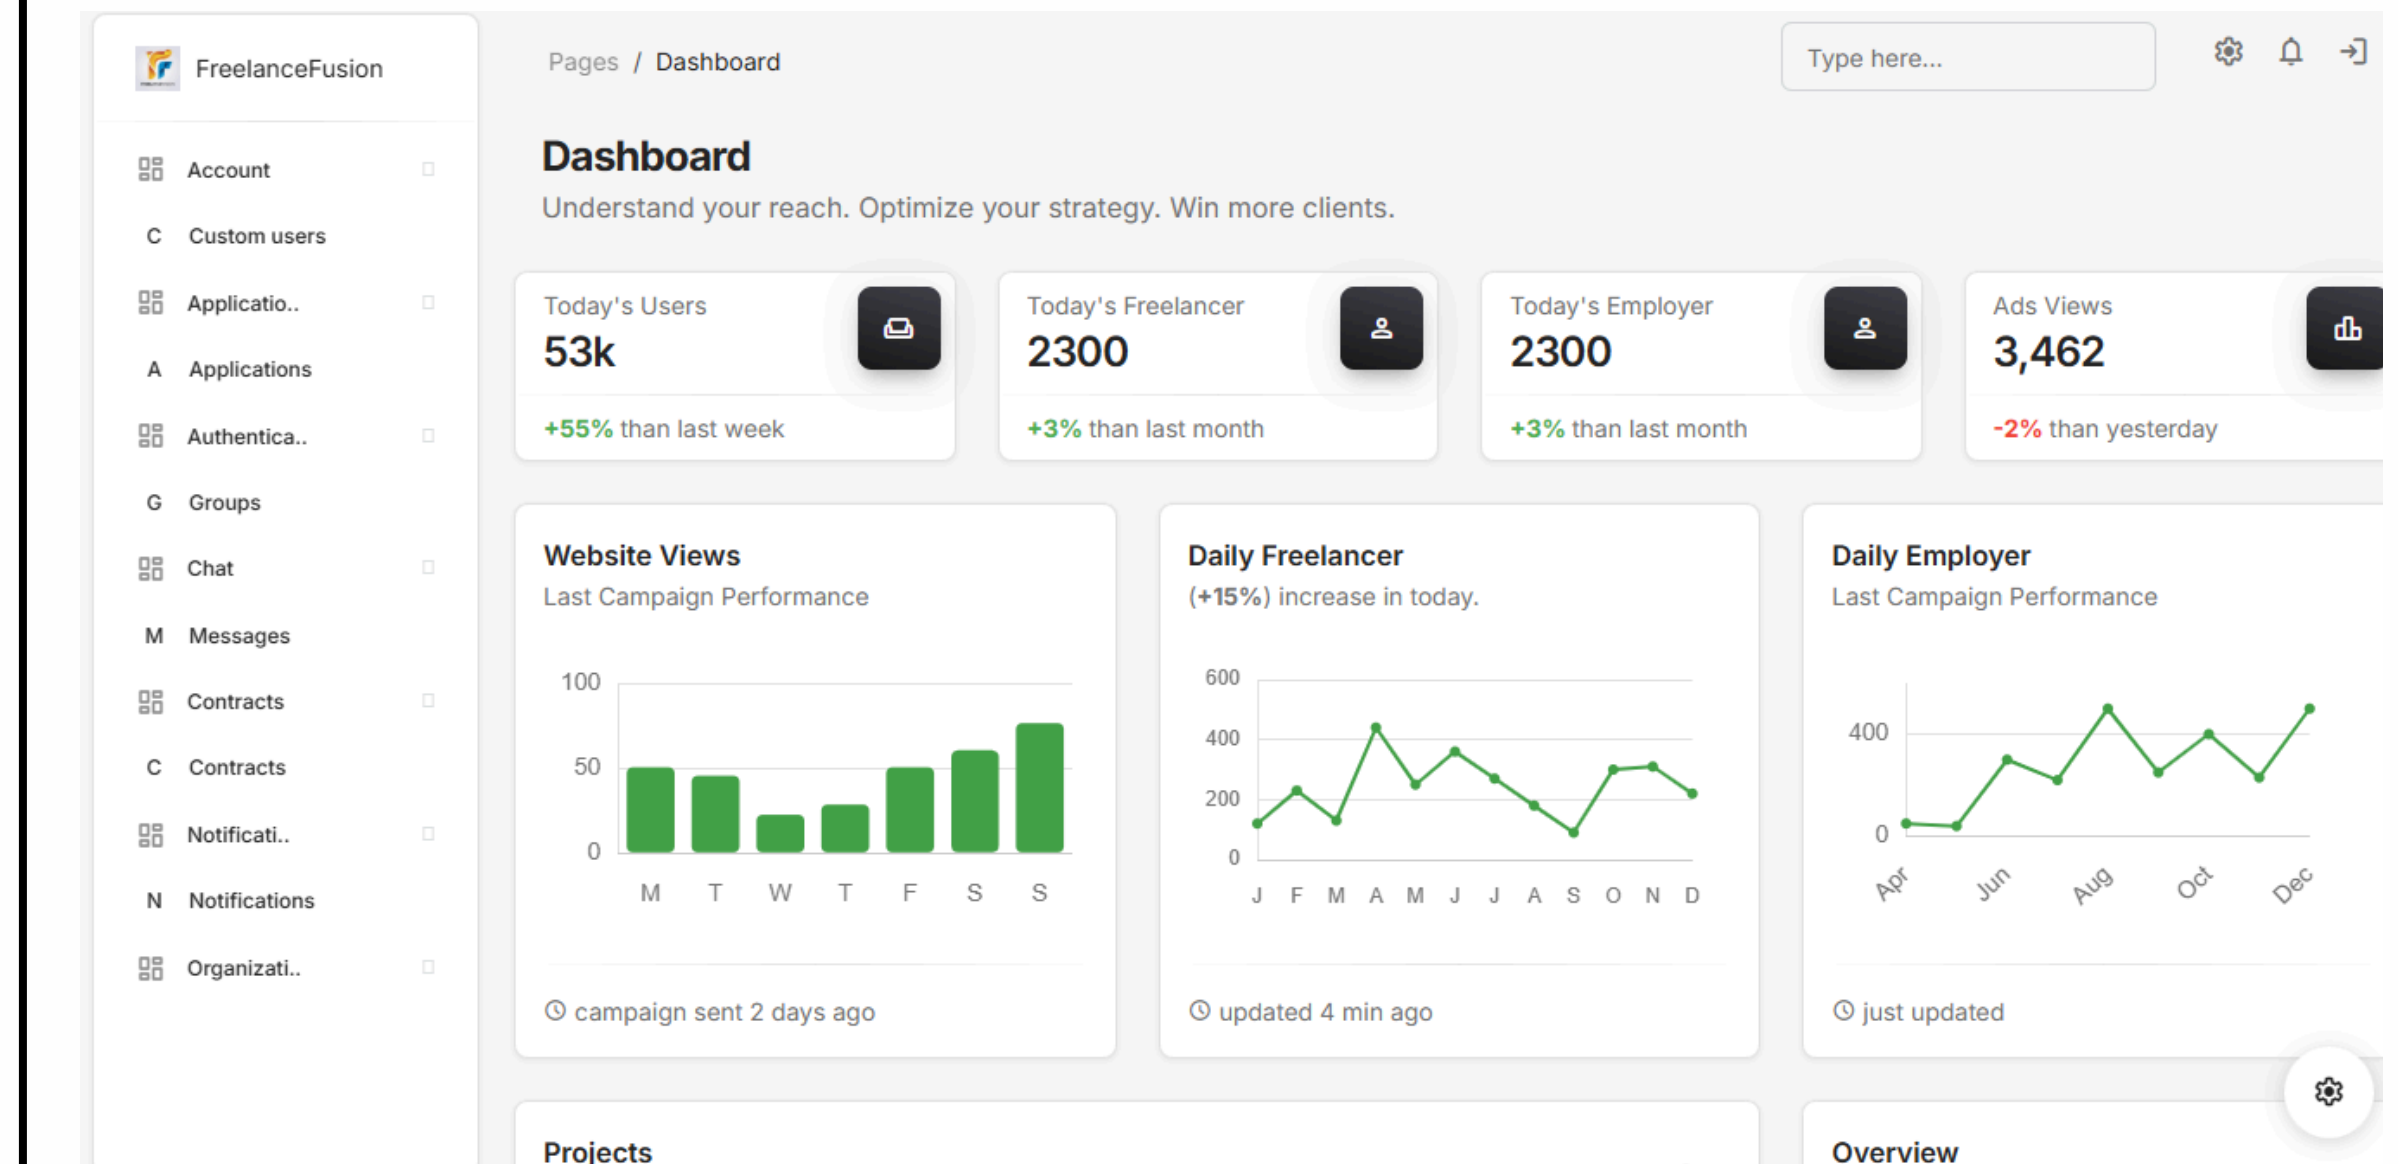 FreelanceFusion
Account
C Custom users
Applicatio..
A Applications
Authentica..
G Groups
Chat
M Messages
Contracts
C Contracts
Notificati..
N Notifications
Organizati..
Pages / Dashboard
Type here...
Dashboard
Understand your reach. Optimize your strategy. Win more clients.
Today's Users
53k
+55% than last week
Today's Freelancer
2300
+3% than last month
Today's Employer
2300
+3% than last month
Ads Views
3,462
-2% than yesterday
Website Views
Last Campaign Performance
100
50
0
M T W T F S S
campaign sent 2 days ago
Daily Freelancer
(+15%) increase in today.
600
400
200
0
J F M A M J J A S O N D
updated 4 min ago
Daily Employer
Last Campaign Performance
400
0
Apr Jun Aug Oct Dec
just updated
Projects
Overview